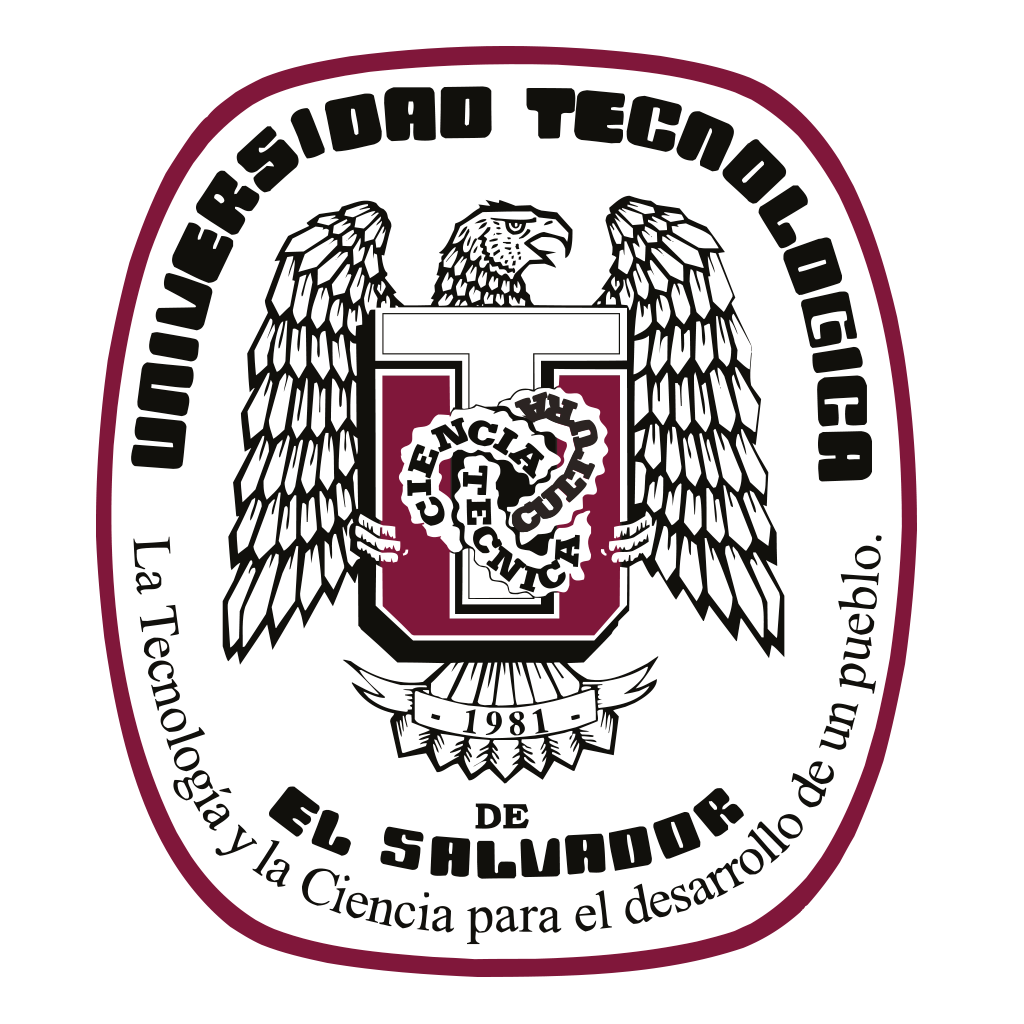 UNIVERSIDAD TECNOLOGICA
CIENCIA
CULTURA
TECNICA
- 1981 -
DE
EL SALVADOR
La Tecnología y la Ciencia para el desarrollo de un pueblo.